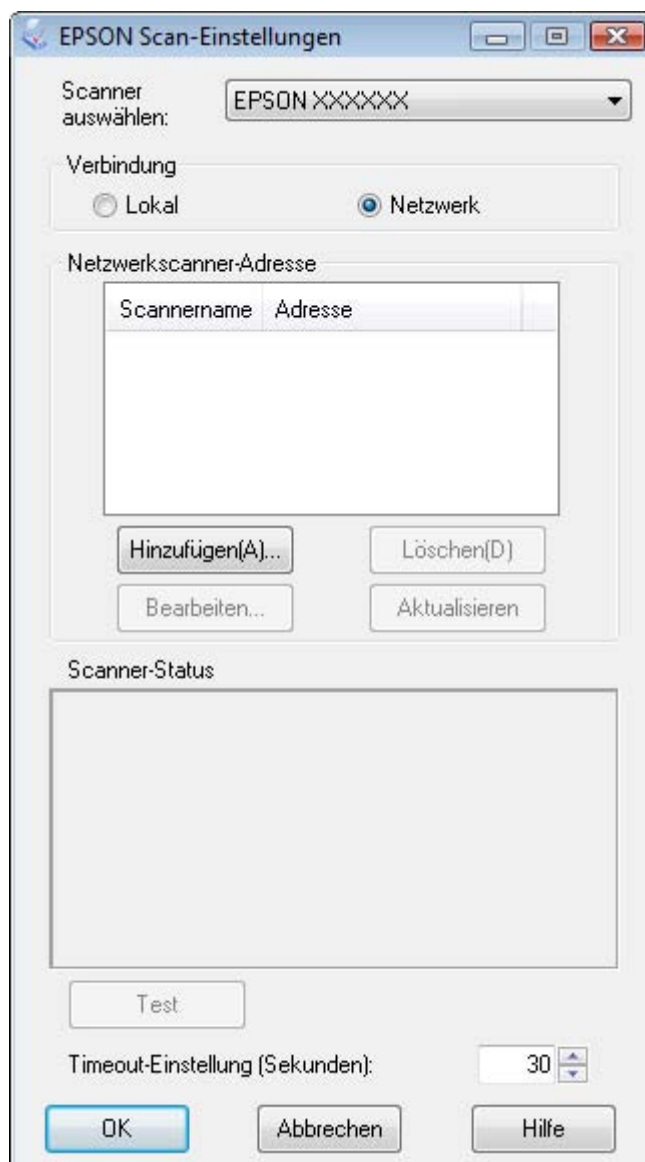 EPSON Scan-Einstellungen
Scanner
auswählen:
EPSON XXXXXX
Verbindung
Lokal
Netzwerk
Netzwerkscanner-Adresse
Scannername
Adresse
Hinzufügen(A)...
Löschen(D)
Bearbeiten...
Aktualisieren
Scanner-Status
Test
Timeout-Einstellung (Sekunden):
30
OK
Abbrechen
Hilfe